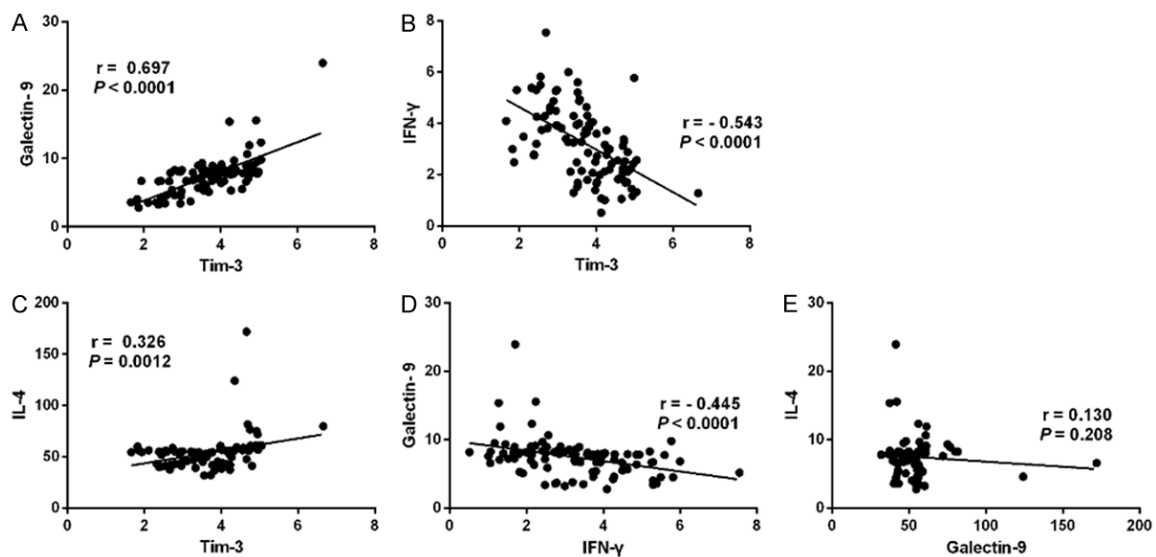 A
30
20
10
0
Galectin- 9
r = 0.697
P < 0.0001
0 2 4 6 8
Tim-3
B
8
6
4
2
0
IFN-γ
r = - 0.543
P < 0.0001
0 2 4 6 8
Tim-3
C
200
150
100
50
0
IL-4
r = 0.326
P = 0.0012
0 2 4 6 8
Tim-3
D
30
20
10
0
Galectin- 9
r = - 0.445
P < 0.0001
0 2 4 6 8
IFN-γ
E
30
20
10
0
IL-4
r = 0.130
P = 0.208
0 50 100 150 200
Galectin-9